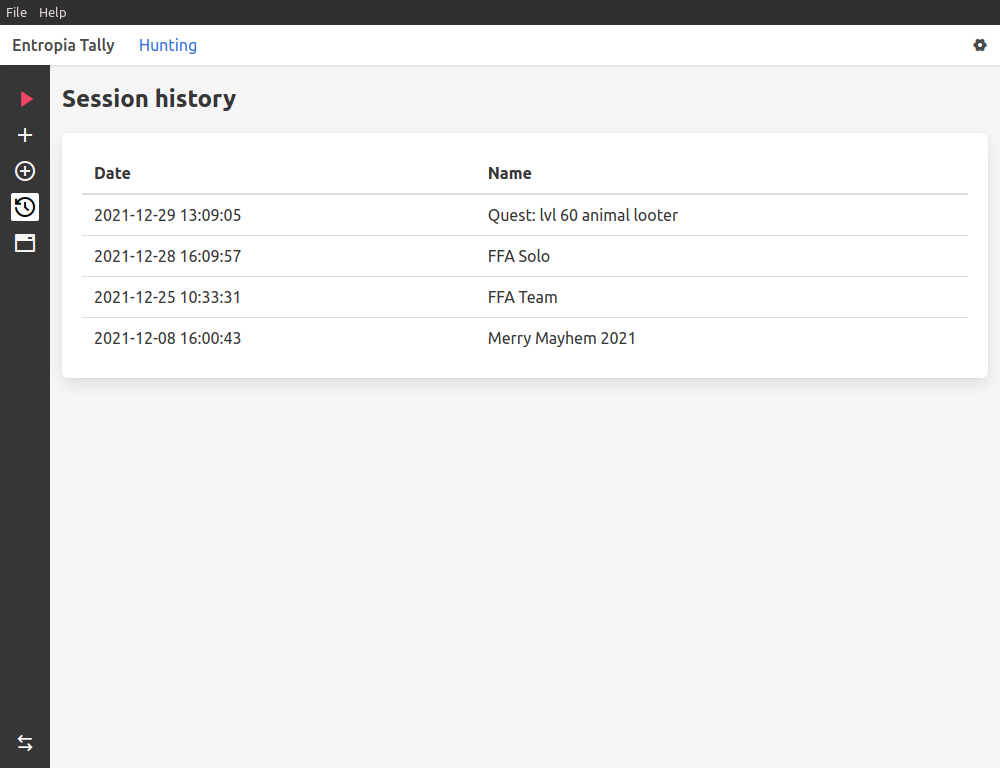 File Help
Entropia Tally Hunting
Session history
Date Name
2021-12-29 13:09:05 Quest: lvl 60 animal looter
2021-12-28 16:09:57 FFA Solo
2021-12-25 10:33:31 FFA Team
2021-12-08 16:00:43 Merry Mayhem 2021